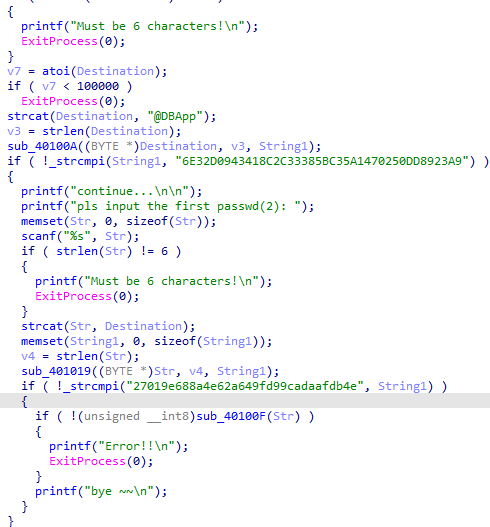 {
printf("Must be 6 characters!\n");
ExitProcess(0);
}
v7 = atoi(Destination);
if ( v7 < 100000 )
ExitProcess(0);
strcat(Destination, "@DBApp");
v3 = strlen(Destination);
sub_40100A((BYTE *)Destination, v3, String1);
if ( !_strcmpi(String1, "6E32D0943418C2C33385BC35A1470250DD8923A9") )
{
printf("continue...\n\n");
printf("pls input the first passwd(2): ");
memset(Str, 0, sizeof(Str));
scanf("%s", Str);
if ( strlen(Str) != 6 )
{
printf("Must be 6 characters!\n");
ExitProcess(0);
}
strcat(Str, Destination);
memset(String1, 0, sizeof(String1));
v4 = strlen(Str);
sub_401019((BYTE *)Str, v4, String1);
if ( !_strcmpi("27019e688a4e62a649fd99cadaafdb4e", String1) )
{
if ( !(unsigned __int8)sub_40100F(Str) )
{
printf("Error!!\n");
ExitProcess(0);
}
printf("bye ~~\n");
}
}
}